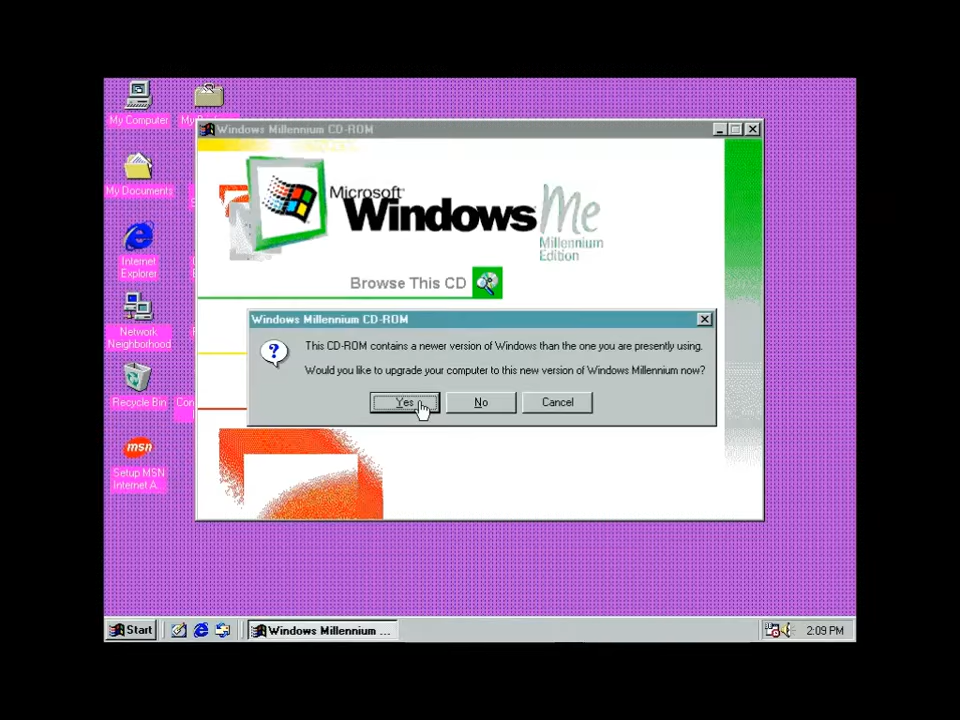 My Computer
My Documents
Internet
Explorer
Network
Neighborhood
Recycle Bin
msn
Setup MSN
Internet A...
Windows Millennium CD-ROM
Microsoft
Windows Me
Millennium
Edition
Browse This CD
Windows Millennium CD-ROM
This CD-ROM contains a newer version of Windows than the one you are presently using.
Would you like to upgrade your computer to this new version of Windows Millennium now?
Yes
No
Cancel
Start
Windows Millennium ...
2:09 PM